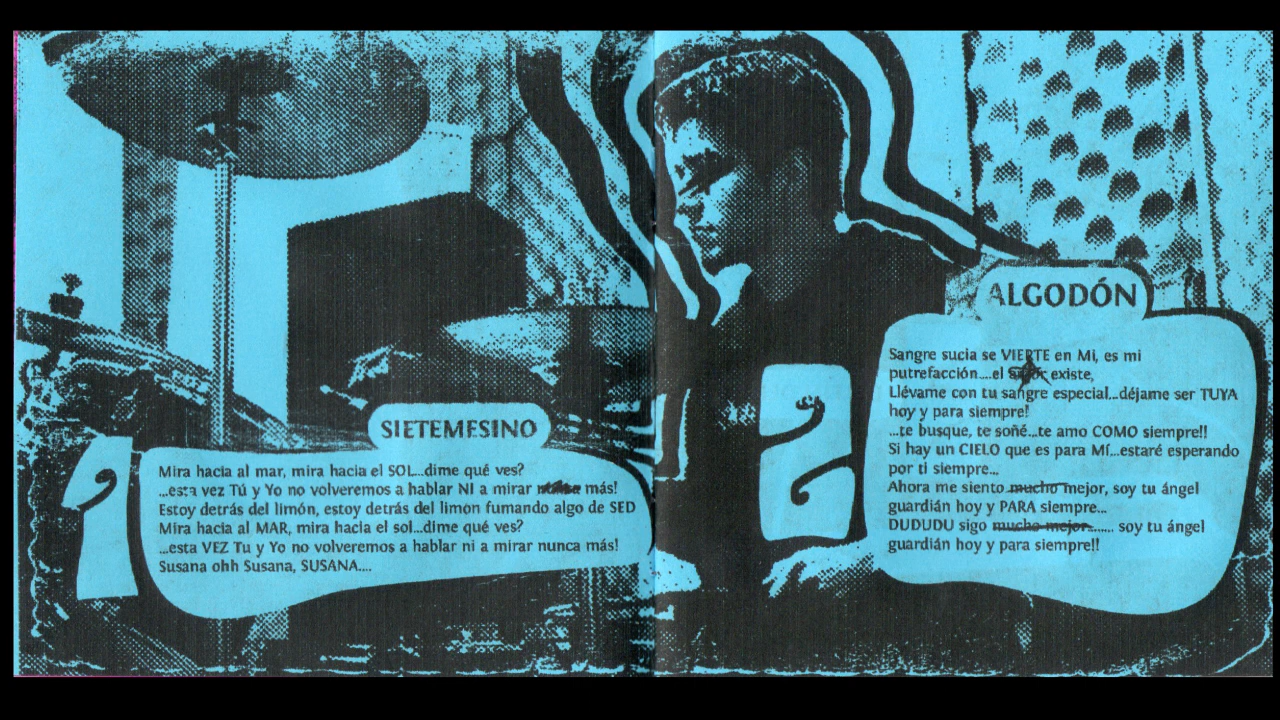 1
SIETEMESINO
Mira hacia al mar, mira hacia el SOL...dime qué ves?
...esta vez Tú y Yo no volveremos a hablar NI a mirar más!
Estoy detrás del limón, estoy detrás del limon fumando algo de SED
Mira hacia al MAR, mira hacia el sol...dime qué ves?
...esta VEZ Tu y Yo no volveremos a hablar ni a mirar nunca más!
Susana ohh Susana, SUSANA....
2
ALGODÓN
Sangre sucia se VIERTE en Mi, es mi
putrefacción....el existe,
Llévame con tu sangre especial...déjame ser TUYA
hoy y para siempre!
...te busque, te soñé...te amo COMO siempre!!
Si hay un CIELO que es para MÍ...estaré esperando
por ti siempre...
Ahora me siento mucho mejor, soy tu ángel
guardián hoy y PARA siempre...
DUDUDU sigo mucho mejor....... soy tu ángel
guardián hoy y para siempre!!